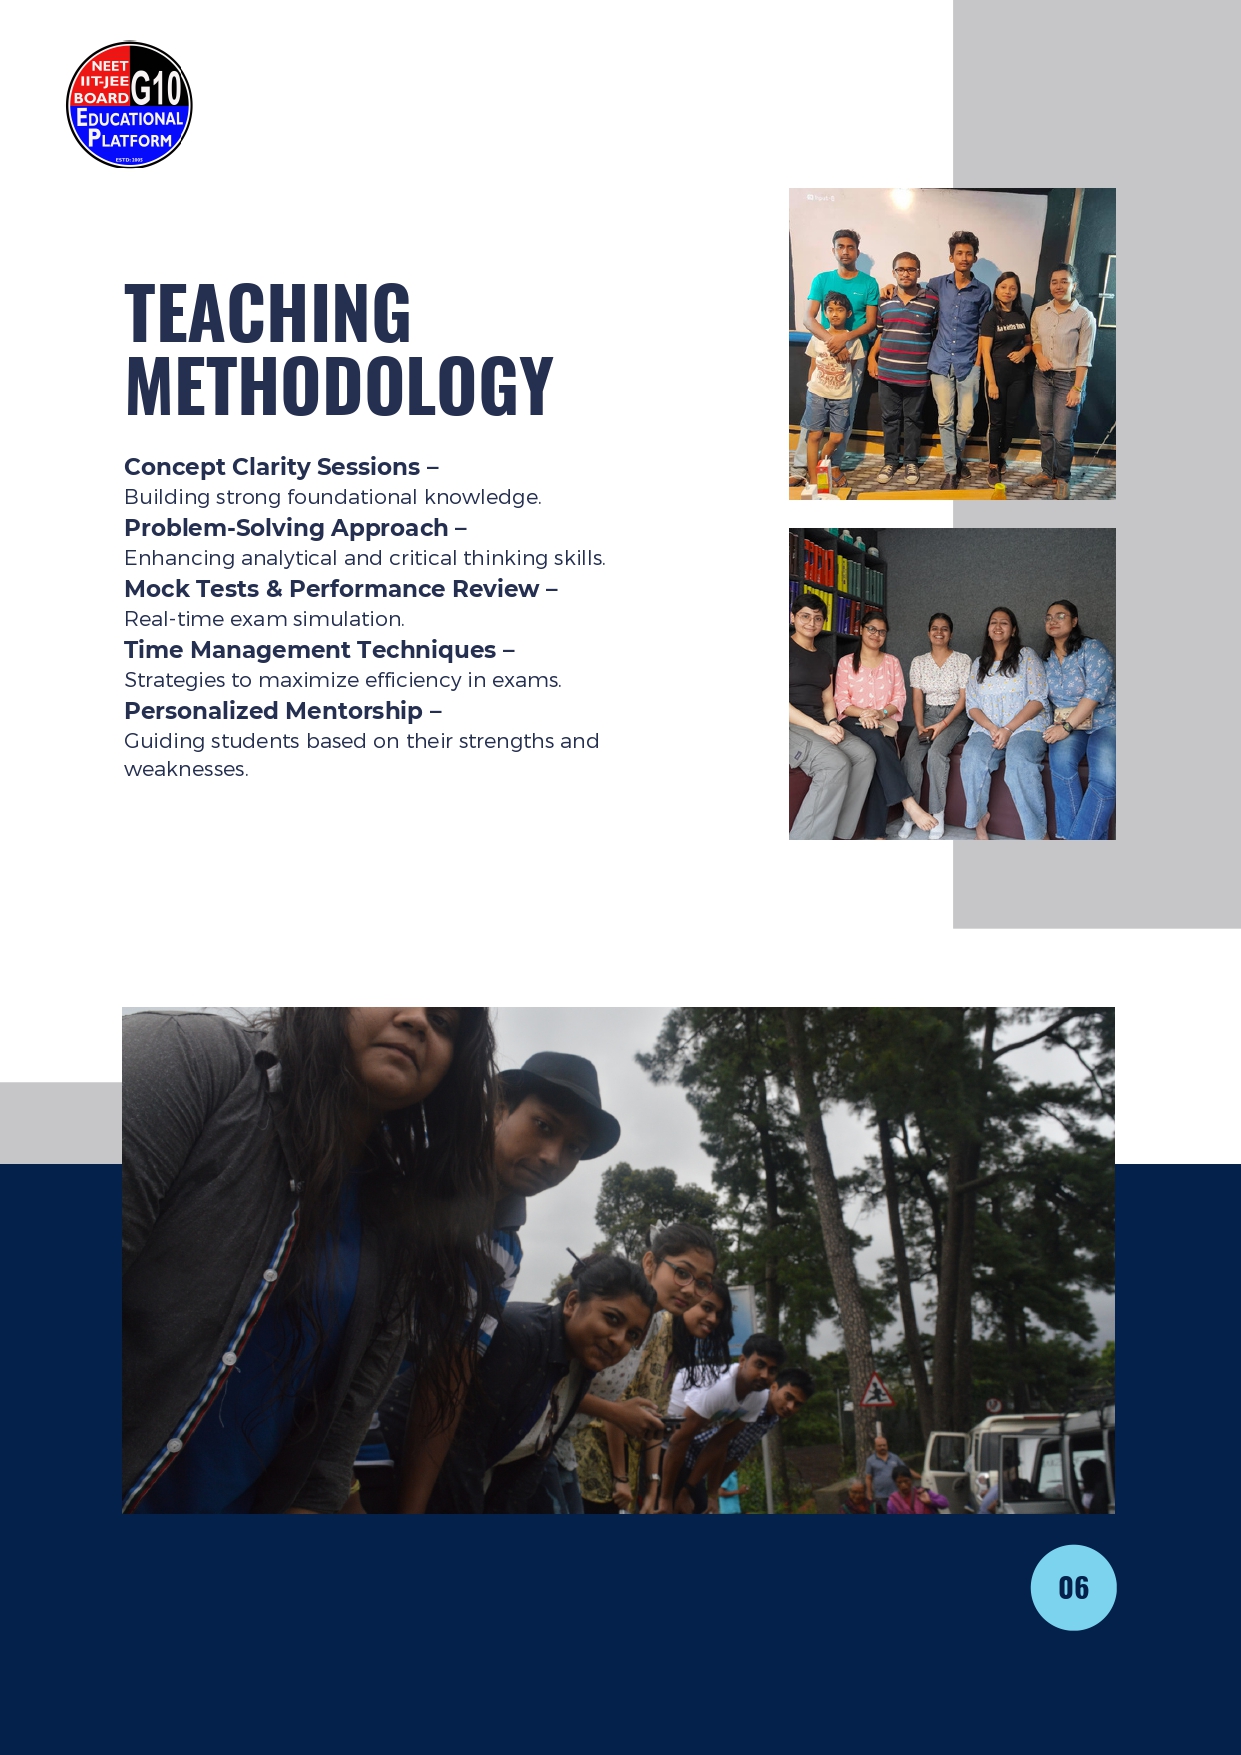 NEET
IIT-JEE
BOARD
G10
EDUCATIONAL
PLATFORM
ESTD: 2005
TEACHING
METHODOLOGY
Concept Clarity Sessions –
Building strong foundational knowledge.
Problem-Solving Approach –
Enhancing analytical and critical thinking skills.
Mock Tests & Performance Review –
Real-time exam simulation.
Time Management Techniques –
Strategies to maximize efficiency in exams.
Personalized Mentorship –
Guiding students based on their strengths and
weaknesses.
06